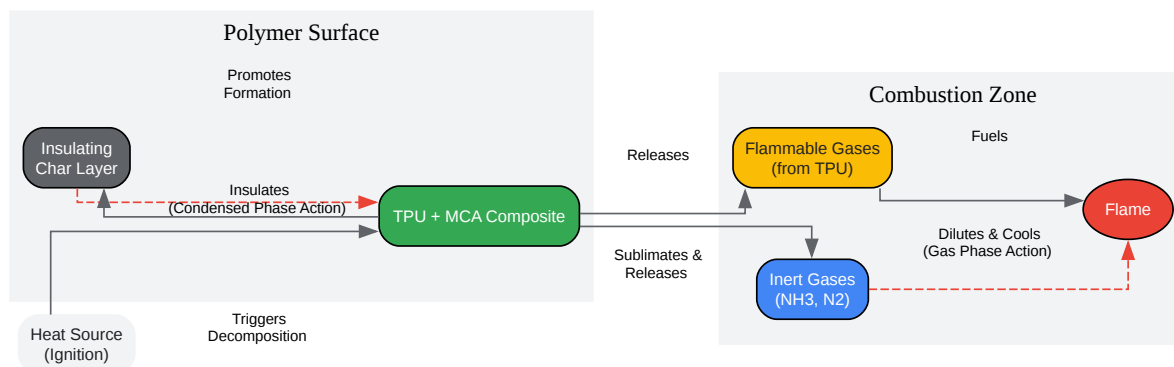 Polymer Surface
Promotes
Formation
Insulating
Char Layer
Insulates
(Condensed Phase Action)
TPU + MCA Composite
Heat Source
(Ignition)
Triggers
Decomposition
Releases
Sublimates &
Releases
Combustion Zone
Flammable Gases
(from TPU)
Fuels
Flame
Dilutes & Cools
(Gas Phase Action)
Inert Gases
(NH3, N2)